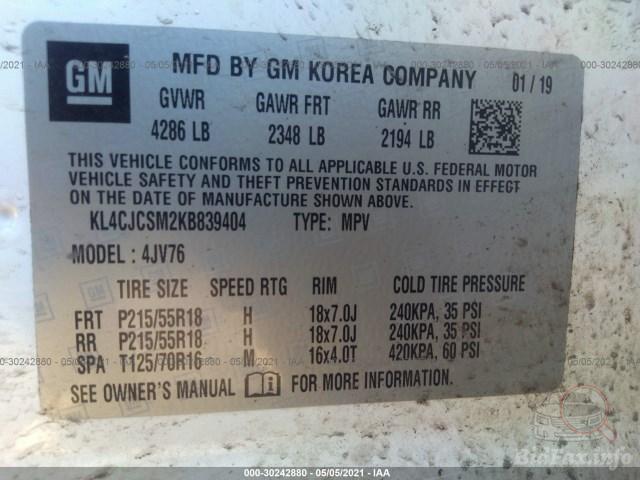 GM
MFD BY GM KOREA COMPANY 01/19
GVWR GAWR FRT GAWR RR
4286 LB 2348 LB 2194 LB
THIS VEHICLE CONFORMS TO ALL APPLICABLE U.S. FEDERAL MOTOR
VEHICLE SAFETY AND THEFT PREVENTION STANDARDS IN EFFECT
ON THE DATE OF MANUFACTURE SHOWN ABOVE.
KL4CJCSM2KB839404 TYPE: MPV
MODEL : 4JV76
TIRE SIZE SPEED RTG RIM COLD TIRE PRESSURE
FRT P215/55R18 H 18x7.0J 240KPA, 35 PSI
RR P215/55R18 H 18x7.0J 240KPA, 35 PSI
SPA T125/70R16 M 16x4.0T 420KPA, 60 PSI
SEE OWNER'S MANUAL FOR MORE INFORMATION.
BidFax.info
000-30242880 - 05/05/2021 - IAA